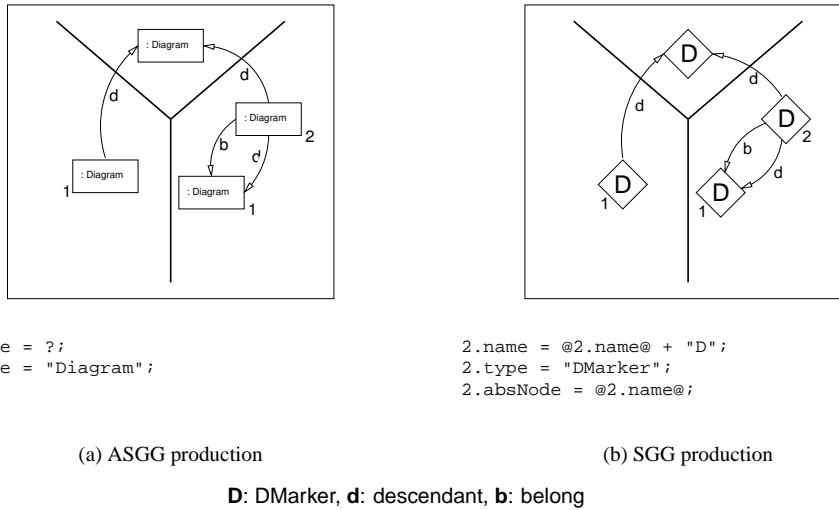 : Diagram
d
d
: Diagram
2
b
d
: Diagram
1
: Diagram
1
D
d
d
D
2
b
d
D
1
D
1
e = ?;
e = "Diagram";
2.name = @2.name@ + "D";
2.type = "DMarker";
2.absNode = @2.name@;
(a) ASGG production
(b) SGG production
D: DMarker, d: descendant, b: belong